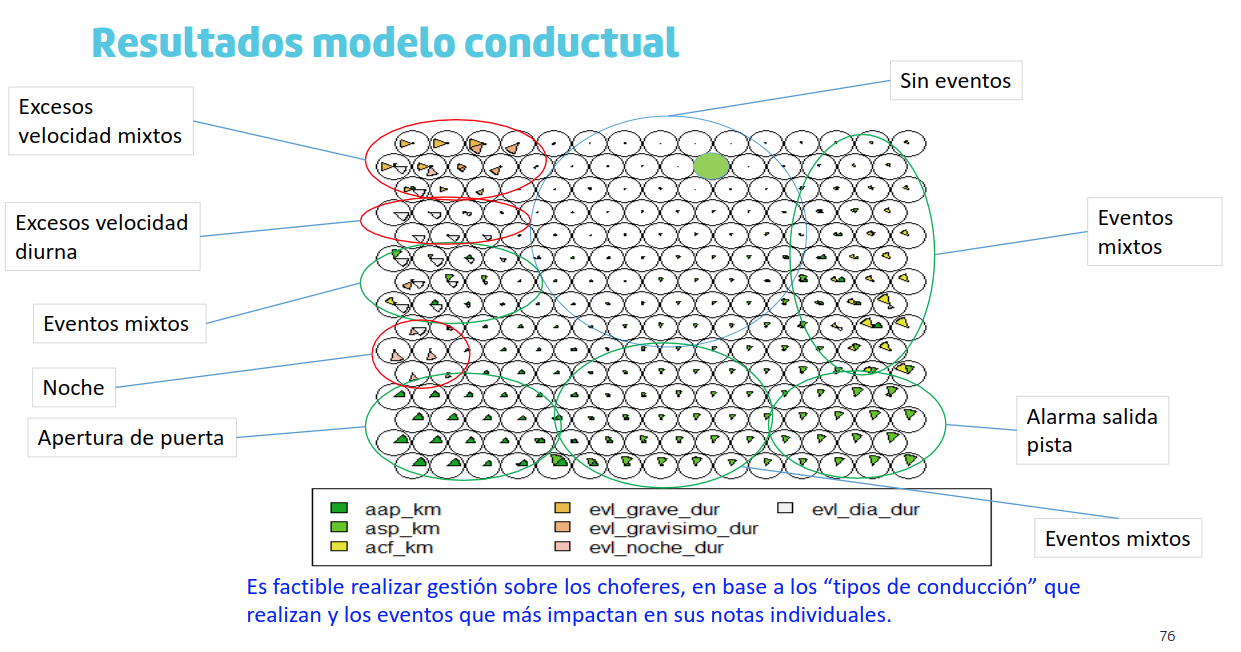 Resultados modelo conductual
Sin eventos
Excesos
velocidad mixtos
Excesos velocidad
diurna
Eventos
mixtos
Eventos mixtos
Noche
Apertura de puerta
Alarma salida
pista
Eventos mixtos
aap_km
asp_km
acf_km
evl_grave_dur
evl_gravisimo_dur
evl_noche_dur
evl_dia_dur
Es factible realizar gestión sobre los choferes, en base a los “tipos de conducción” que
realizan y los eventos que más impactan en sus notas individuales.
76